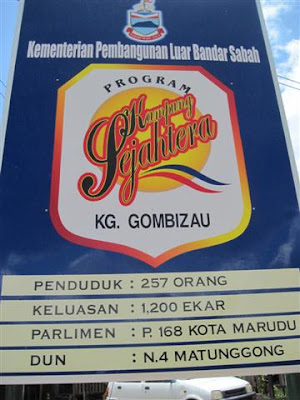 Kementerian Pembangunan Luar Bandar Sabah
PROGRAM
Kampung
Sejahtera
KG. GOMBIZAU
PENDUDUK : 257 ORANG
KELUASAN : 1,200 EKAR
PARLIMEN : P. 168 KOTA MARUDU
DUN : N.4 MATUNGGONG